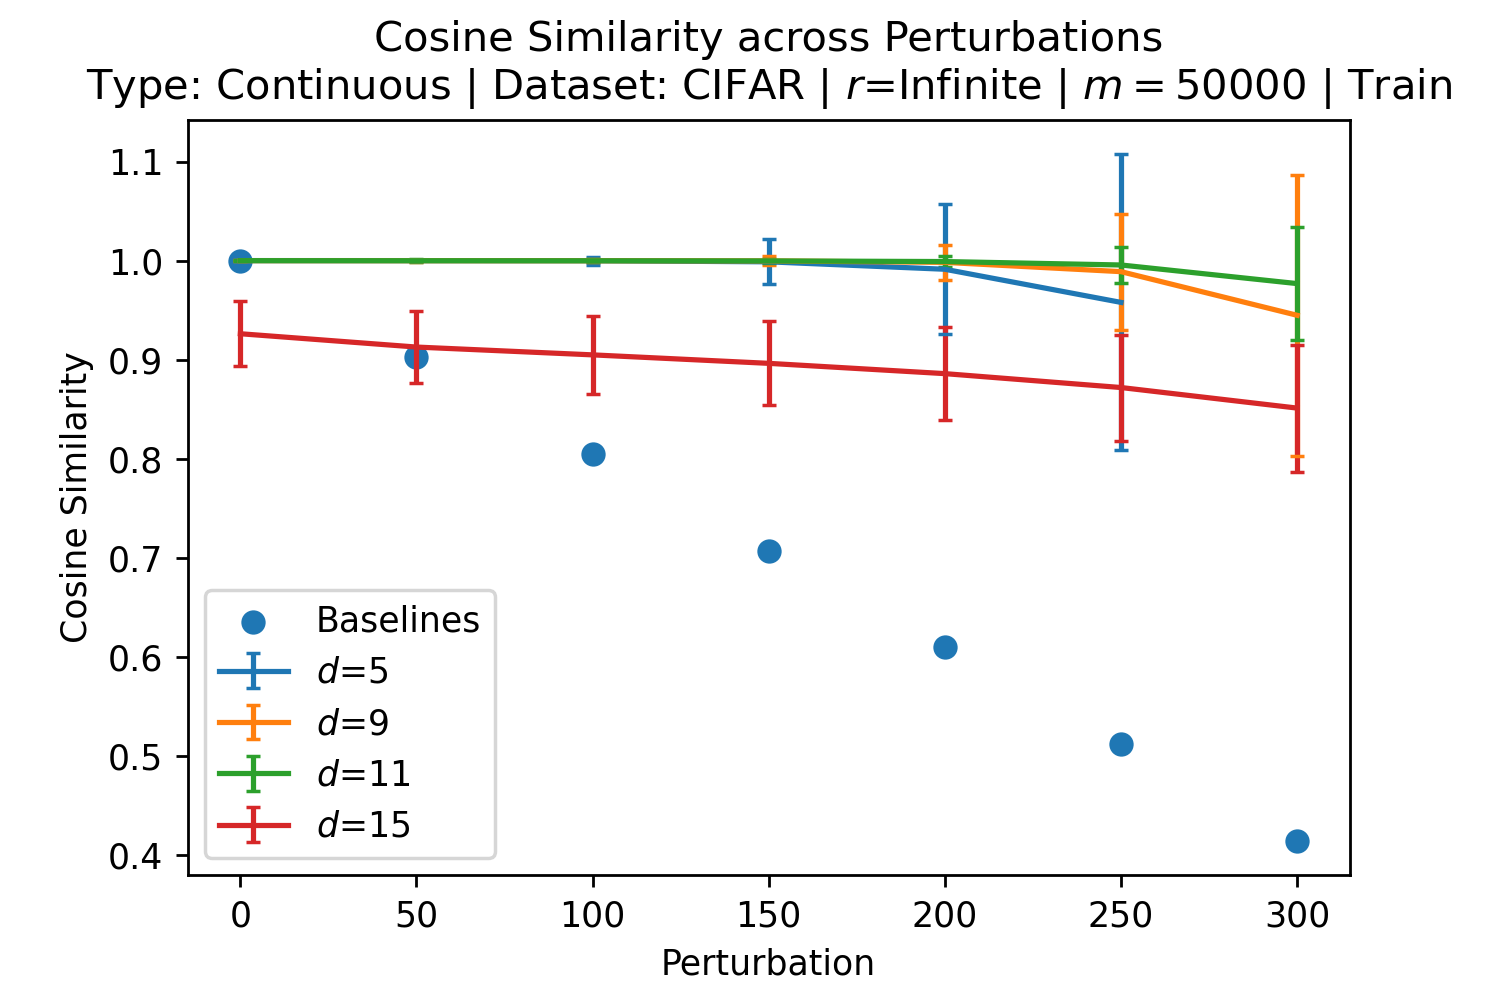 Cosine Similarity across Perturbations
Type: Continuous | Dataset: CIFAR | r=Infinite | m = 50000 | Train
Cosine Similarity
1.1
1.0
0.9
0.8
0.7
0.6
0.5
0.4
Baselines
d=5
d=9
d=11
d=15
0 50 100 150 200 250 300
Perturbation